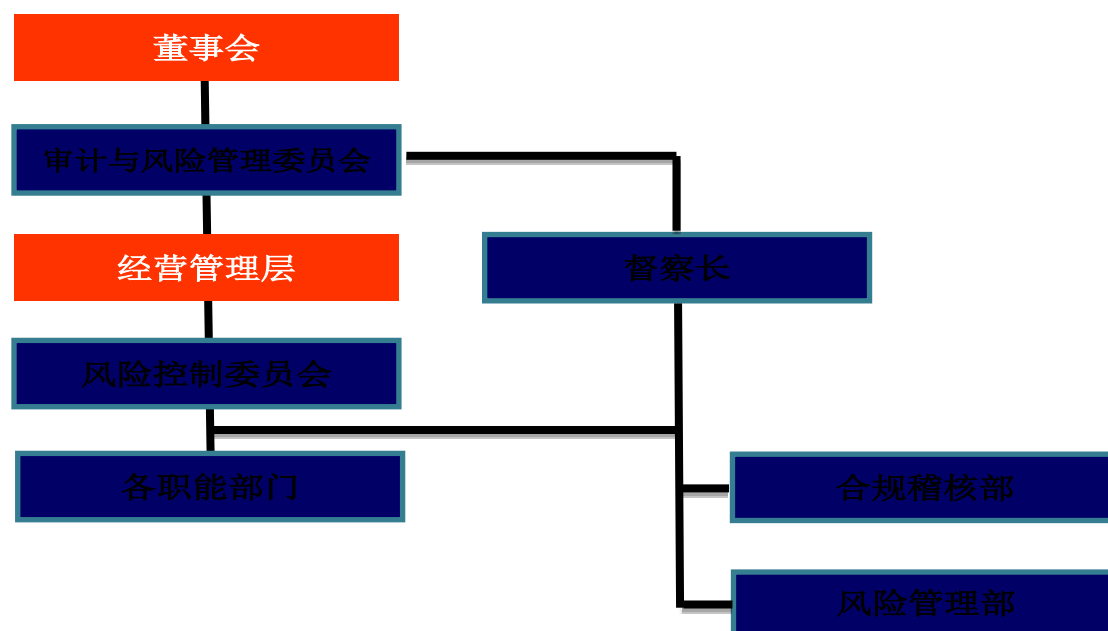 董事会
审计与风险管理委员会
经营管理层
督察长
风险控制委员会
各职能部门
合规稽核部
风险管理部